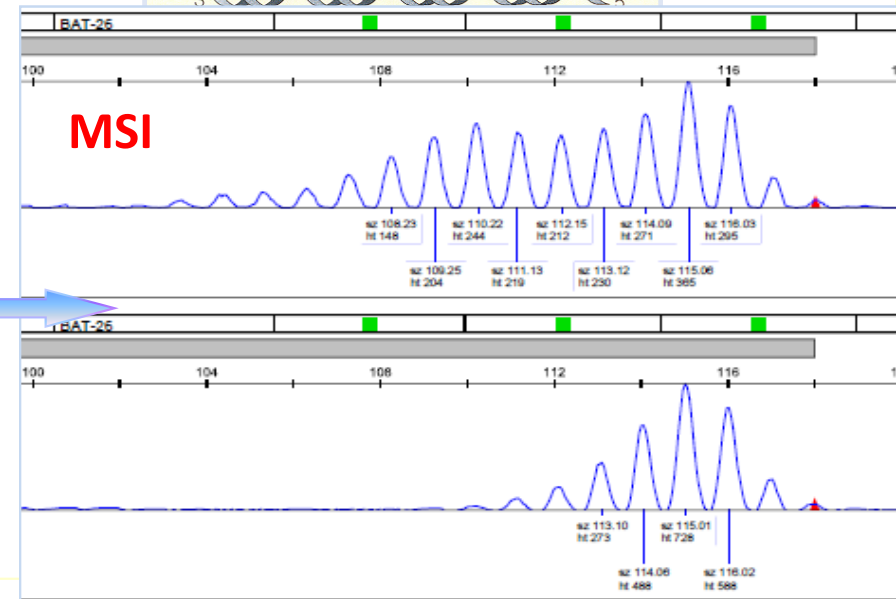 BAT-26
100 104 108 112 116 1
MSI
sz 108.23 sz 110.22 sz 112.15 sz 114.09 sz 116.03
ht 148 ht 244 ht 212 ht 271 ht 295
sz 109.25 sz 111.13 sz 113.12 sz 115.06
ht 204 ht 219 ht 230 ht 365
BAT-26
100 104 108 112 116 1
sz 113.10 sz 115.01
ht 273 ht 728
sz 114.06 sz 116.02
ht 488 ht 588